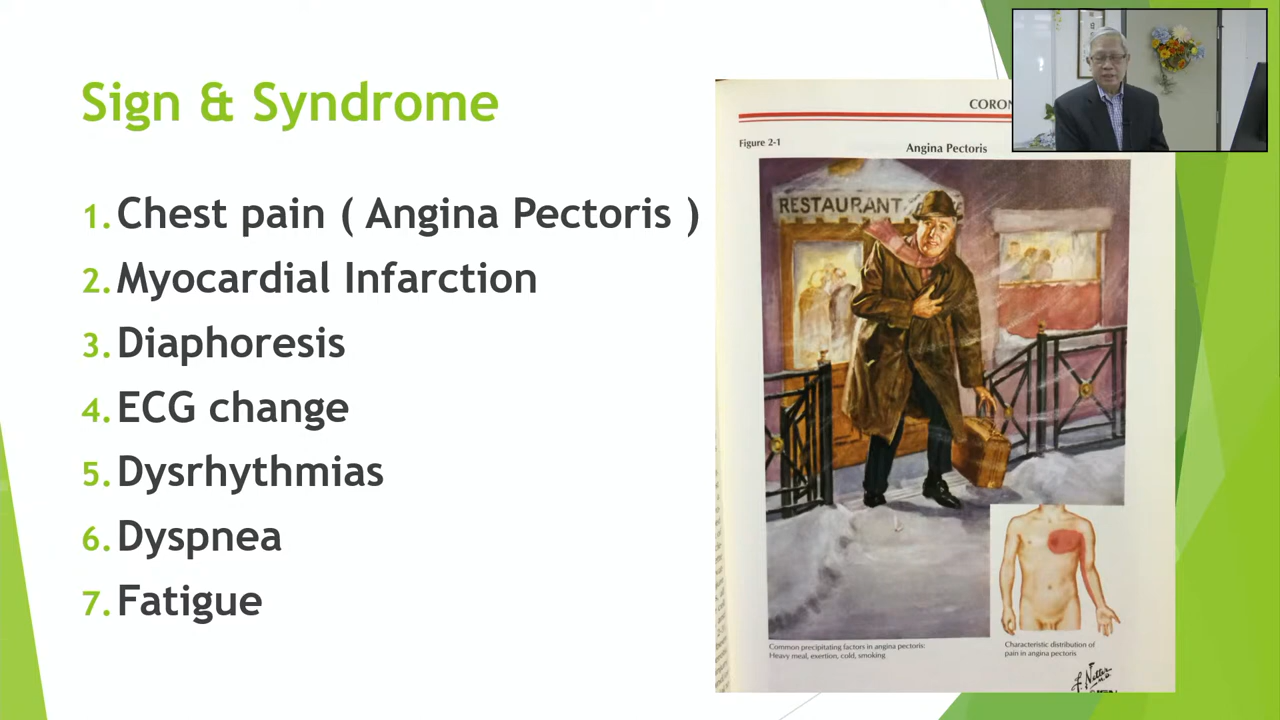 Sign & Syndrome
1. Chest pain ( Angina Pectoris )
2. Myocardial Infarction
3. Diaphoresis
4. ECG change
5. Dysrhythmias
6. Dyspnea
7. Fatigue
Figure 2-1
Angina Pectoris
RESTAURANT
Common precipitating factors in angina pectoris:
Heavy meal, exertion, cold, smoking
Characteristic distribution of
pain in angina pectoris
F. Netter
M.D.